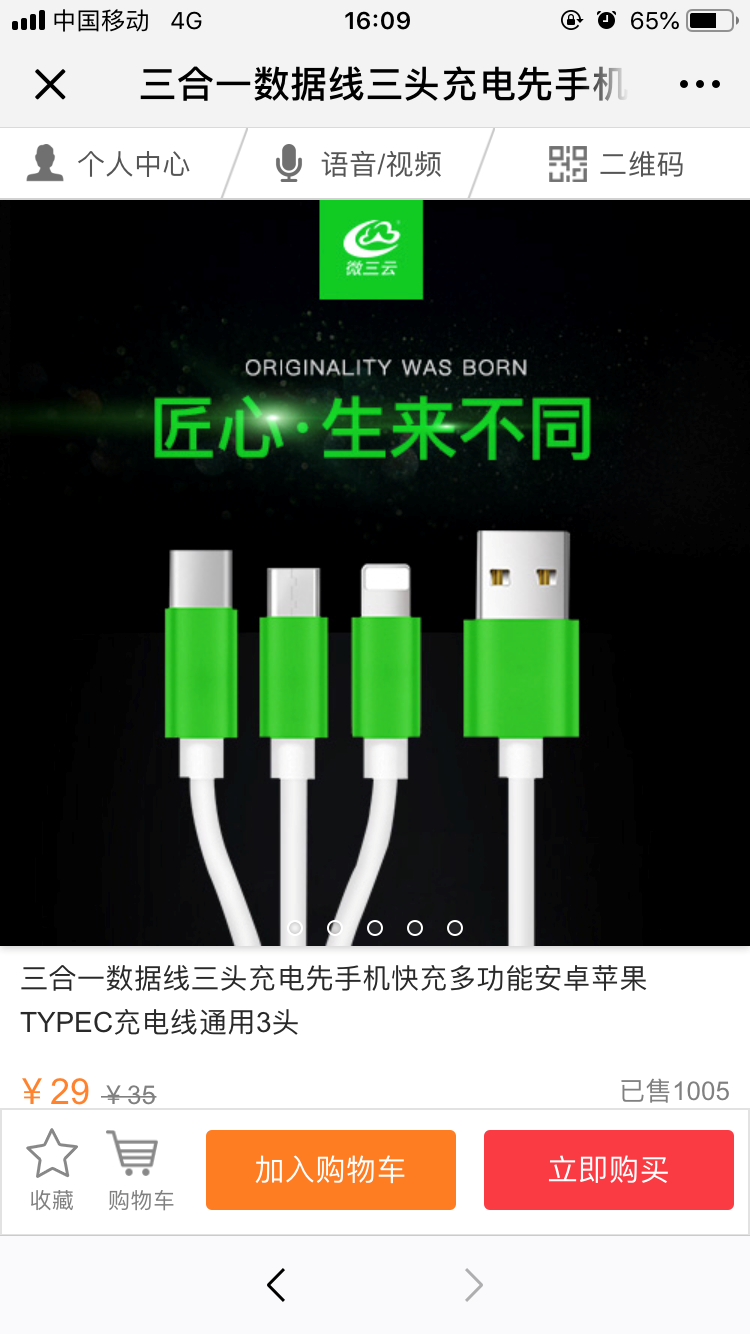 中国移动 4G 16:09 65%
三合一数据线三头充电先手机
个人中心 语音/视频 二维码
微三云
ORIGINALITY WAS BORN
匠心·生来不同
三合一数据线三头充电先手机快充多功能安卓苹果
TYPEC充电线通用3头
¥29 ¥35 已售1005
收藏 购物车 加入购物车 立即购买